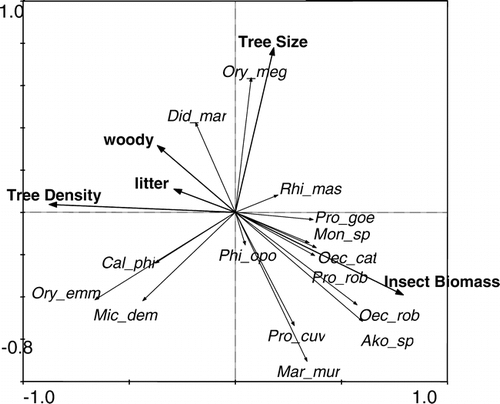 1.0
Tree Size
Ory_meg
Did_mar
woody
litter
Rhi_mas
Tree Density
Pro_goe
Mon_sp
Phi_opo
Oec_cat
Cal_phi
Pro_rob
Insect Biomass
Ory_emm
Mic_dem
Oec_rob
Pro_cuv
Ako_sp
-0.8
Mar_mur
-1.0
1.0